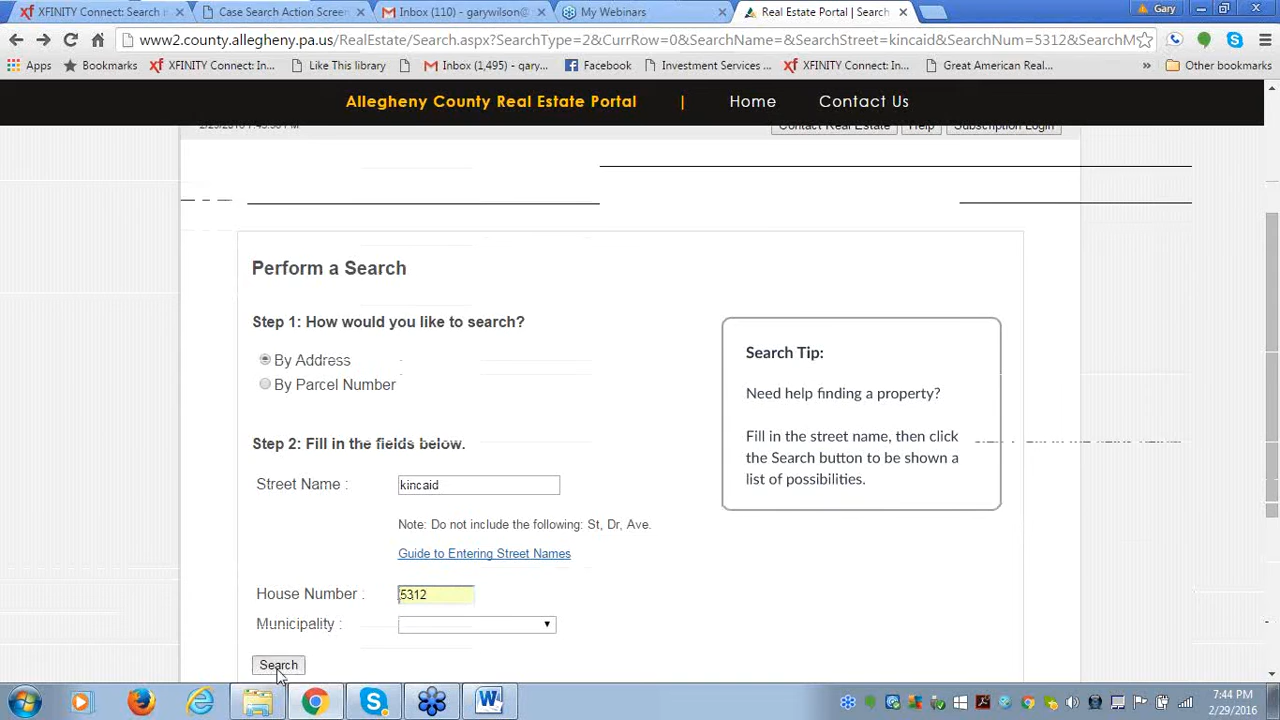 XFINITY Connect: Search in
Case Search Action Screen
Inbox (110) - garywilson@
My Webinars
Real Estate Portal | Search
Gary
www2.county.allegheny.pa.us/RealEstate/Search.aspx?SearchType=2&CurrRow=0&SearchName=&SearchStreet=kincaid&SearchNum=5312&SearchM
Apps
Bookmarks
XFINITY Connect: In...
Like This library
Inbox (1,495) - gary...
Facebook
Investment Services ...
XFINITY Connect: In...
Great American Real...
»
Other bookmarks
Allegheny County Real Estate Portal | Home Contact Us
Contact Real Estate Help Subscription Login
Perform a Search
Step 1: How would you like to search?
By Address
By Parcel Number
Search Tip:
Need help finding a property?
Fill in the street name, then click
the Search button to be shown a
list of possibilities.
Step 2: Fill in the fields below.
Street Name : kincaid
Note: Do not include the following: St, Dr, Ave.
Guide to Entering Street Names
House Number : 5312
Municipality :
Search
7:44 PM
2/29/2016